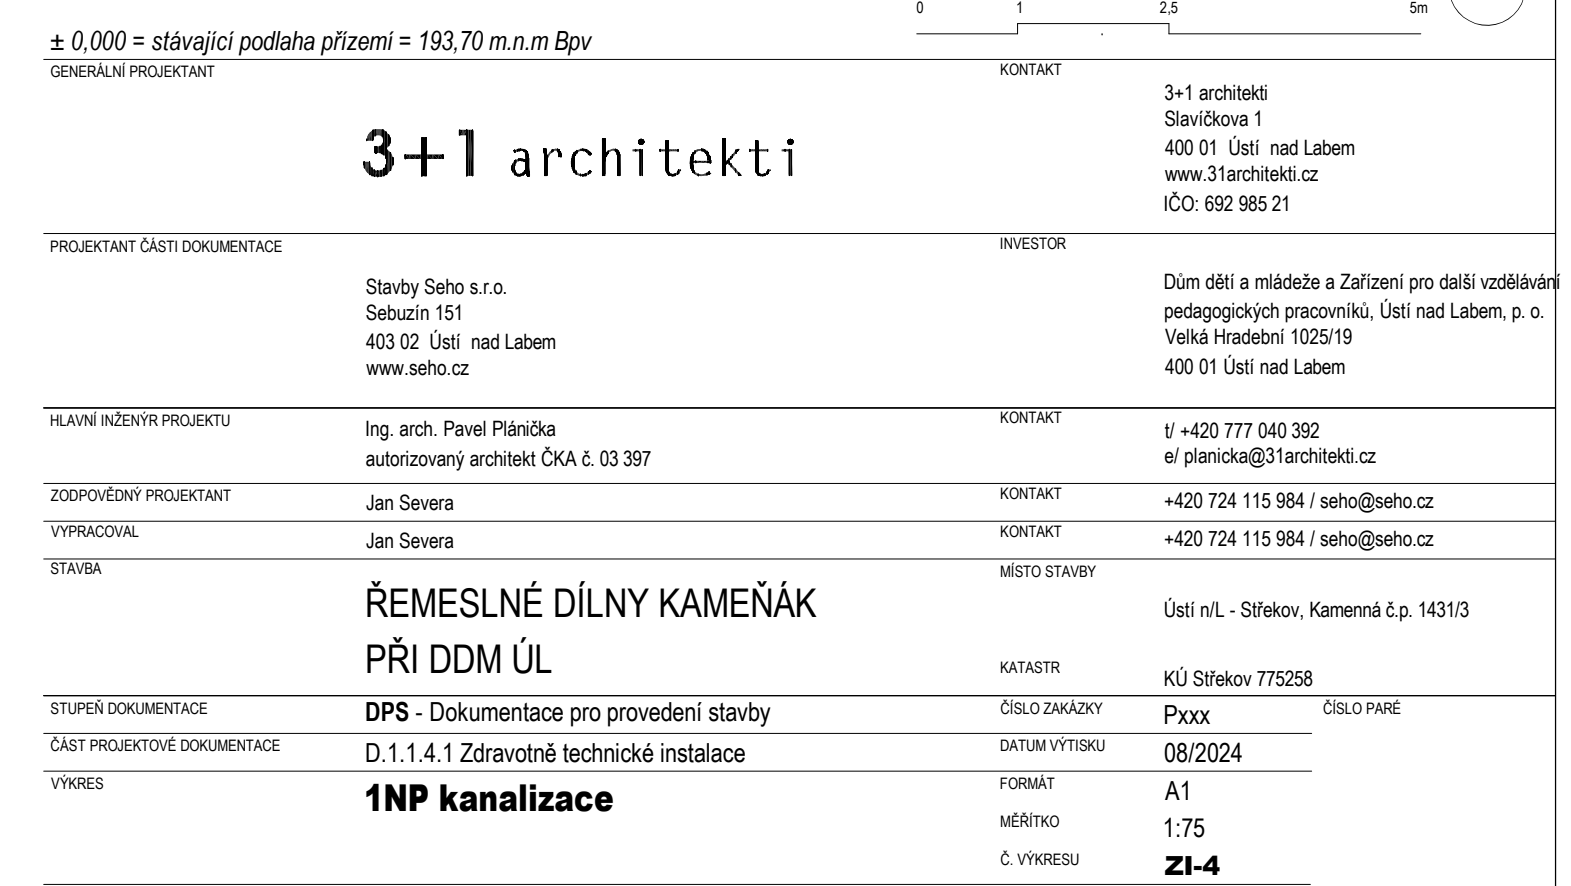 0 1 2,5 5m
± 0,000 = stávající podlaha přízemí = 193,70 m.n.m Bpv
GENERÁLNÍ PROJEKTANT
3+1 architekti
KONTAKT
3+1 architekti
Slavíčkova 1
400 01 Ústí nad Labem
www.31architekti.cz
IČO: 692 985 21
PROJEKTANT ČÁSTI DOKUMENTACE
Stavby Seho s.r.o.
Sebuzín 151
403 02 Ústí nad Labem
www.seho.cz
INVESTOR
Dům dětí a mládeže a Zařízení pro další vzdělávání
pedagogických pracovníků, Ústí nad Labem, p. o.
Velká Hradební 1025/19
400 01 Ústí nad Labem
HLAVNÍ INŽENÝR PROJEKTU
Ing. arch. Pavel Plánička
autorizovaný architekt ČKA č. 03 397
KONTAKT
t/ +420 777 040 392
e/ planicka@31architekti.cz
ZODPOVĚDNÝ PROJEKTANT
Jan Severa
KONTAKT
+420 724 115 984 / seho@seho.cz
VYPRACOVAL
Jan Severa
KONTAKT
+420 724 115 984 / seho@seho.cz
STAVBA
ŘEMESLNÉ DÍLNY KAMEŇÁK
PŘI DDM ÚL
MÍSTO STAVBY
Ústí n/L - Střekov, Kamenná č.p. 1431/3
KATASTR
KÚ Střekov 775258
STUPEŇ DOKUMENTACE
DPS - Dokumentace pro provedení stavby
ČÍSLO ZAKÁZKY
Pxxx
ČÍSLO PARÉ
ČÁST PROJEKTOVÉ DOKUMENTACE
D.1.1.4.1 Zdravotně technické instalace
DATUM VÝTISKU
08/2024
VÝKRES
1NP kanalizace
FORMÁT
A1
MĚŘÍTKO
1:75
Č. VÝKRESU
ZI-4